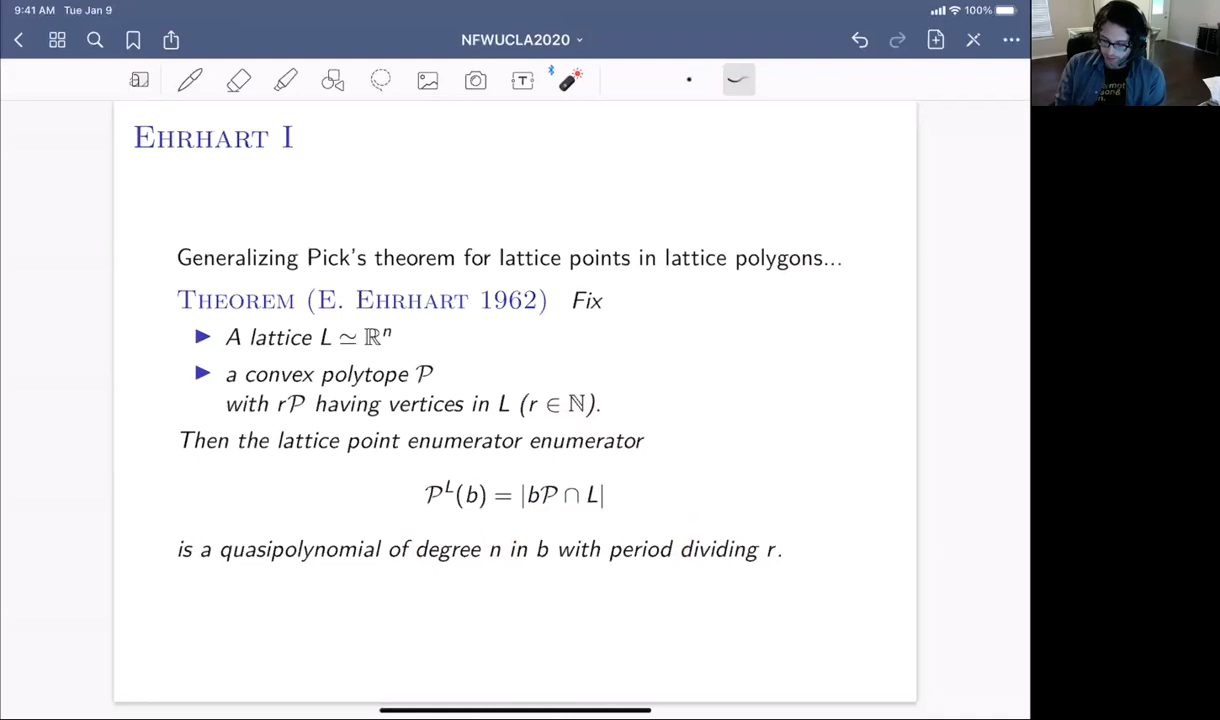 9:41 AM Tue Jan 9
100%
NFWUCLA2020
T
EHRHART I
Generalizing Pick's theorem for lattice points in lattice polygons...
THEOREM (E. EHRHART 1962) Fix
▶ A lattice L ≃ ℝⁿ
▶ a convex polytope 𝒫
with r𝒫 having vertices in L (r ∈ ℕ).
Then the lattice point enumerator enumerator
𝒫ᴸ(b) = |b𝒫 ∩ L|
is a quasipolynomial of degree n in b with period dividing r.